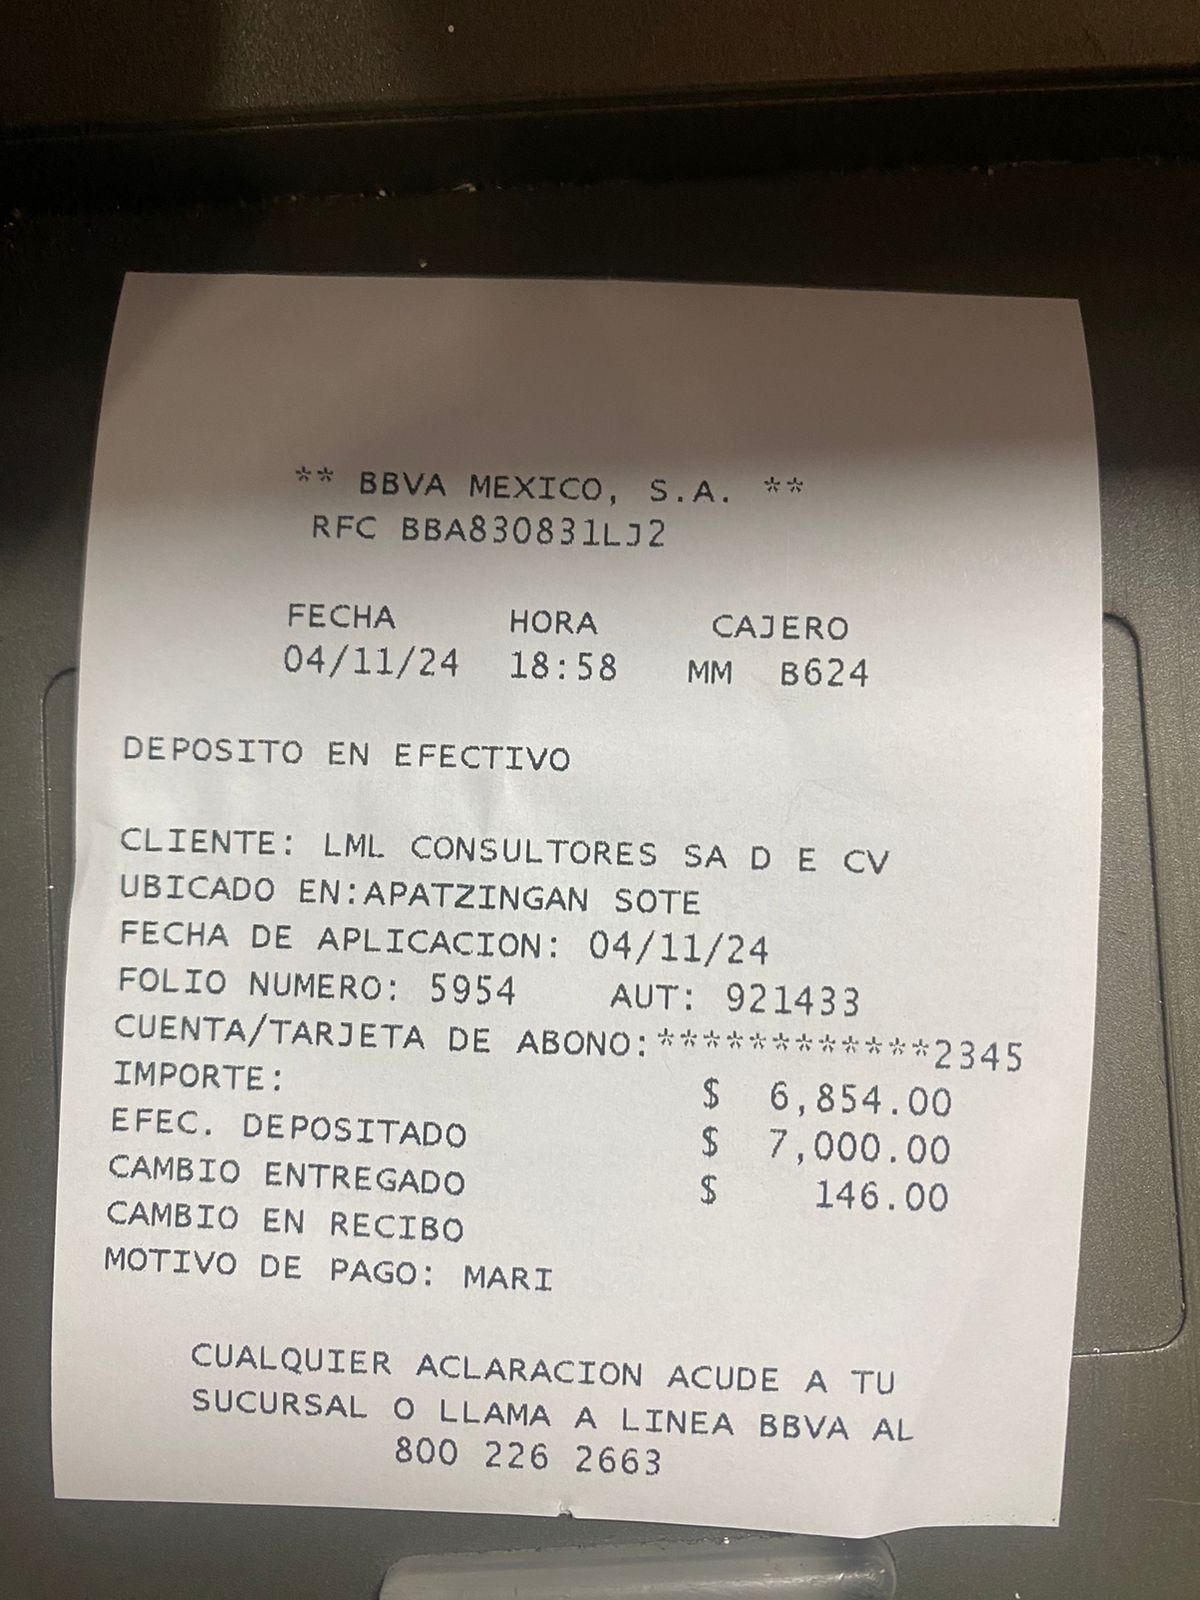 ** BBVA MEXICO, S.A. **
RFC BBA830831LJ2
FECHA HORA CAJERO
04/11/24 18:58 MM B624
DEPOSITO EN EFECTIVO
CLIENTE: LML CONSULTORES SA D E CV
UBICADO EN:APATZINGAN SOTE
FECHA DE APLICACION: 04/11/24
FOLIO NUMERO: 5954 AUT: 921433
CUENTA/TARJETA DE ABONO:************2345
IMPORTE: $ 6,854.00
EFEC. DEPOSITADO $ 7,000.00
CAMBIO ENTREGADO $ 146.00
CAMBIO EN RECIBO
MOTIVO DE PAGO: MARI
CUALQUIER ACLARACION ACUDE A TU
SUCURSAL O LLAMA A LINEA BBVA AL
800 226 2663